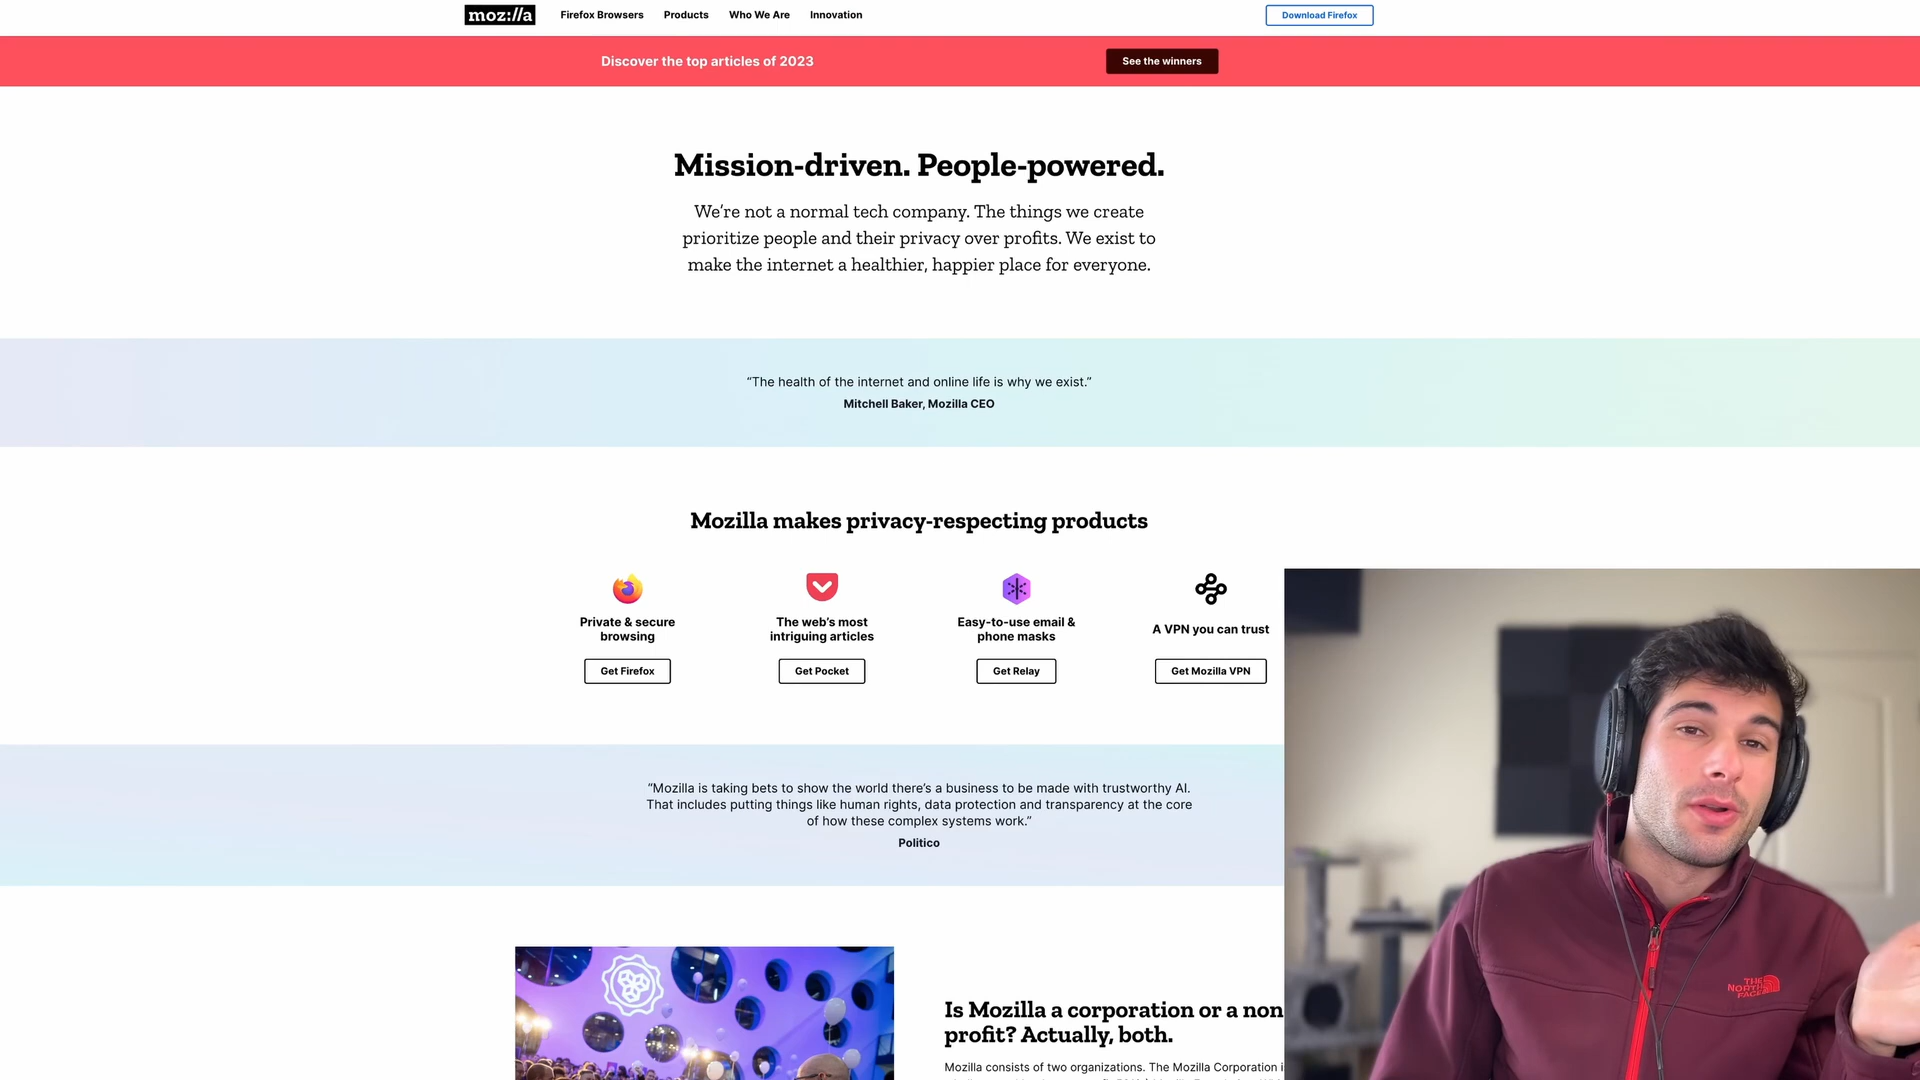 moz://a
Firefox Browsers
Products
Who We Are
Innovation
Download Firefox
Discover the top articles of 2023
See the winners
Mission-driven. People-powered.
We’re not a normal tech company. The things we create
prioritize people and their privacy over profits. We exist to
make the internet a healthier, happier place for everyone.
“The health of the internet and online life is why we exist.”
Mitchell Baker, Mozilla CEO
Mozilla makes privacy-respecting products
Private & secure
browsing
Get Firefox
The web’s most
intriguing articles
Get Pocket
Easy-to-use email &
phone masks
Get Relay
A VPN you can trust
Get Mozilla VPN
“Mozilla is taking bets to show the world there’s a business to be made with trustworthy AI.
That includes putting things like human rights, data protection and transparency at the core
of how these complex systems work.”
Politico
Is Mozilla a corporation or a non
profit? Actually, both.
Mozilla consists of two organizations. The Mozilla Corporation i
THE
NORTH
FACE